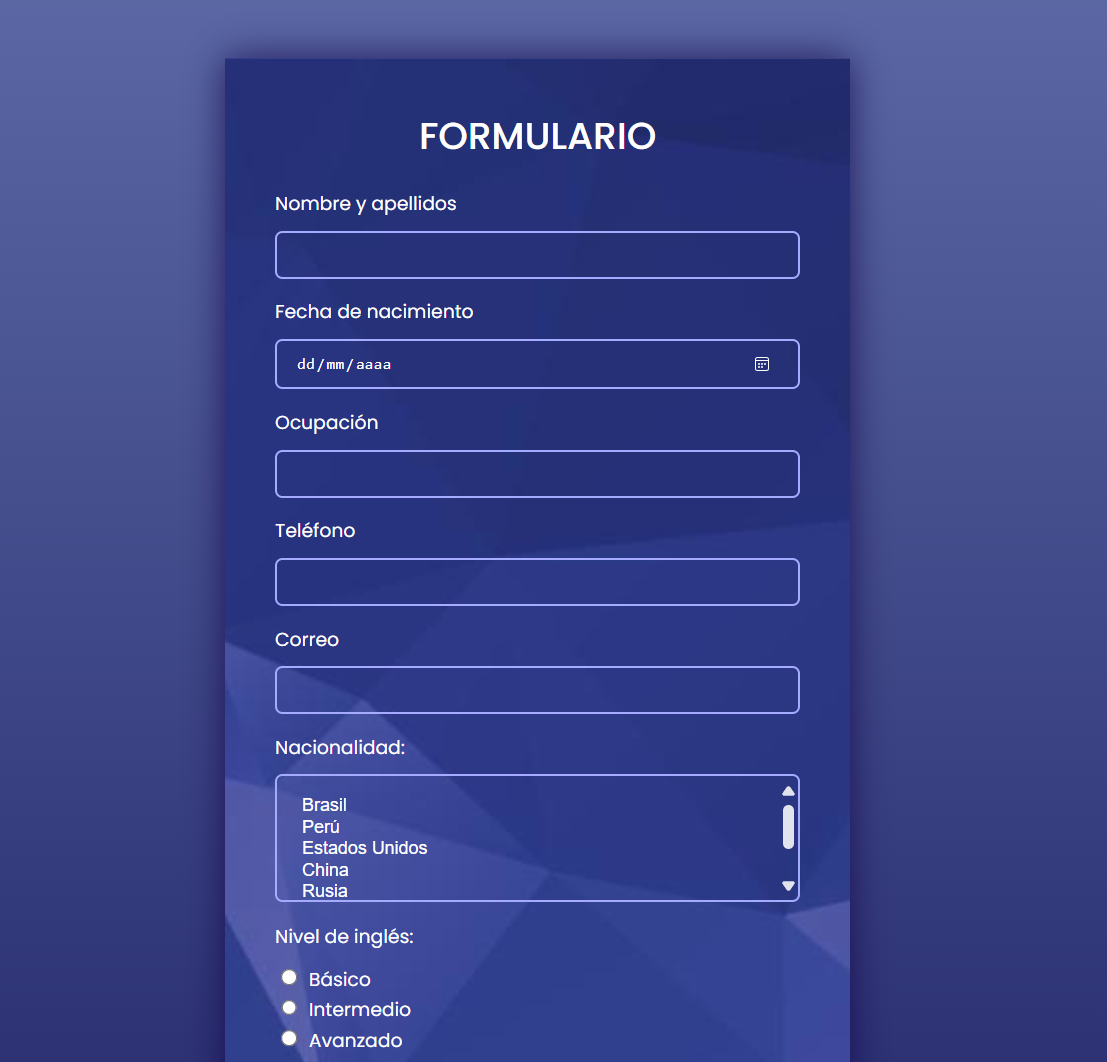 FORMULARIO
Nombre y apellidos
Fecha de nacimiento
dd/mm/aaaa
Ocupación
Teléfono
Correo
Nacionalidad:
Brasil
Perú
Estados Unidos
China
Rusia
Nivel de inglés:
Básico
Intermedio
Avanzado